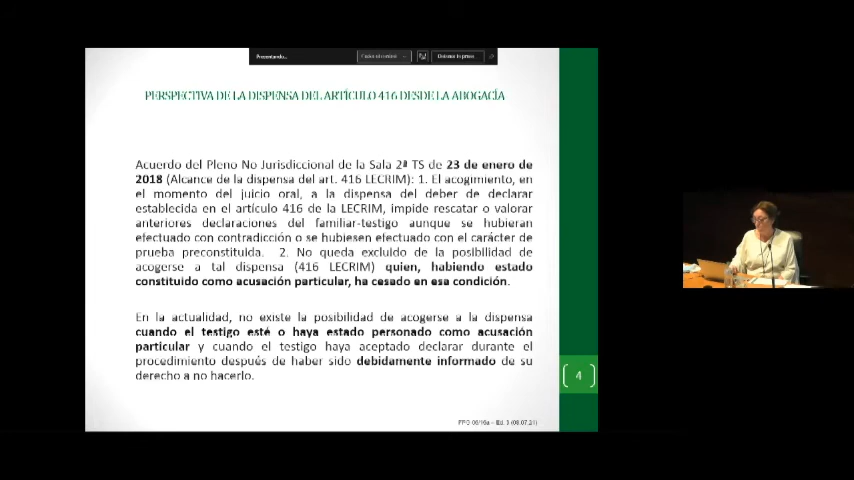 Presentando...
PERSPECTIVA DE LA DISPENSA DEL ARTÍCULO 416 DESDE LA ABOGACÍA
Acuerdo del Pleno No Jurisdiccional de la Sala 2ª TS de 23 de enero de
2018 (Alcance de la dispensa del art. 416 LECRIM): 1. El acogimiento, en
el momento del juicio oral, a la dispensa del deber de declarar
establecida en el artículo 416 de la LECRIM, impide rescatar o valorar
anteriores declaraciones del familiar-testigo aunque se hubieran
efectuado con contradicción o se hubiesen efectuado con el carácter de
prueba preconstituida. 2. No queda excluido de la posibilidad de
acogerse a tal dispensa (416 LECRIM) quien, habiendo estado
constituido como acusación particular, ha cesado en esa condición.
En la actualidad, no existe la posibilidad de acogerse a la dispensa
cuando el testigo esté o haya estado personado como acusación
particular y cuando el testigo haya aceptado declarar durante el
procedimiento después de haber sido debidamente informado de su
derecho a no hacerlo.
4